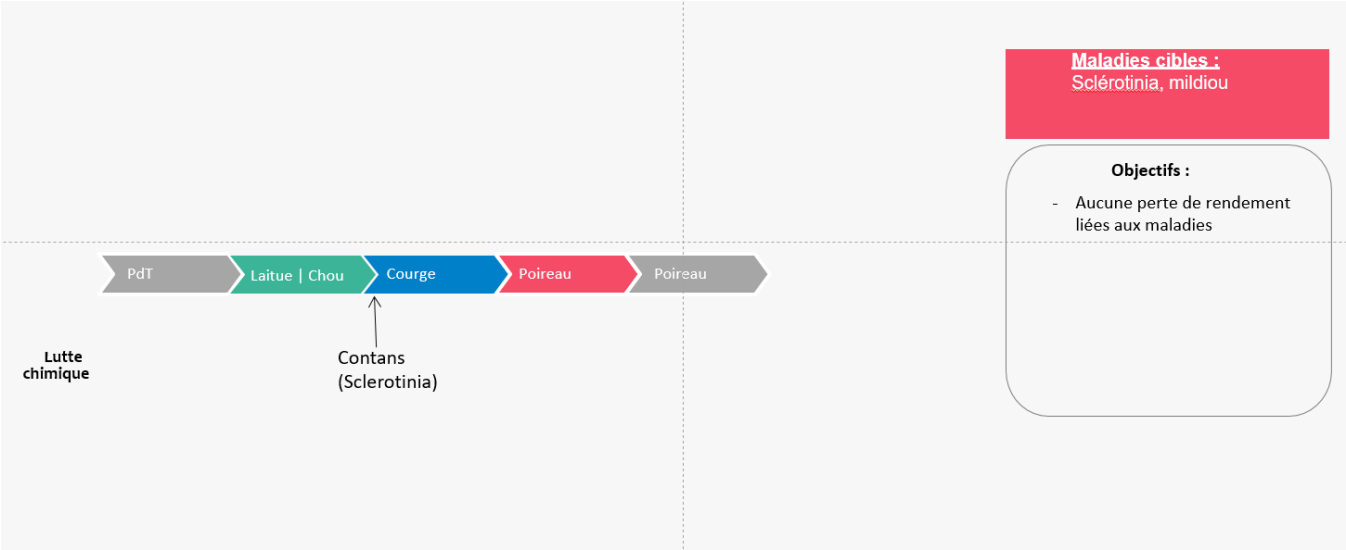 Maladies cibles :
Sclérotinia, mildiou
Objectifs :
- Aucune perte de rendement
liées aux maladies
PdT
Laitue | Chou
Courge
Poireau
Poireau
Contans
(Sclerotinia)
Lutte
chimique